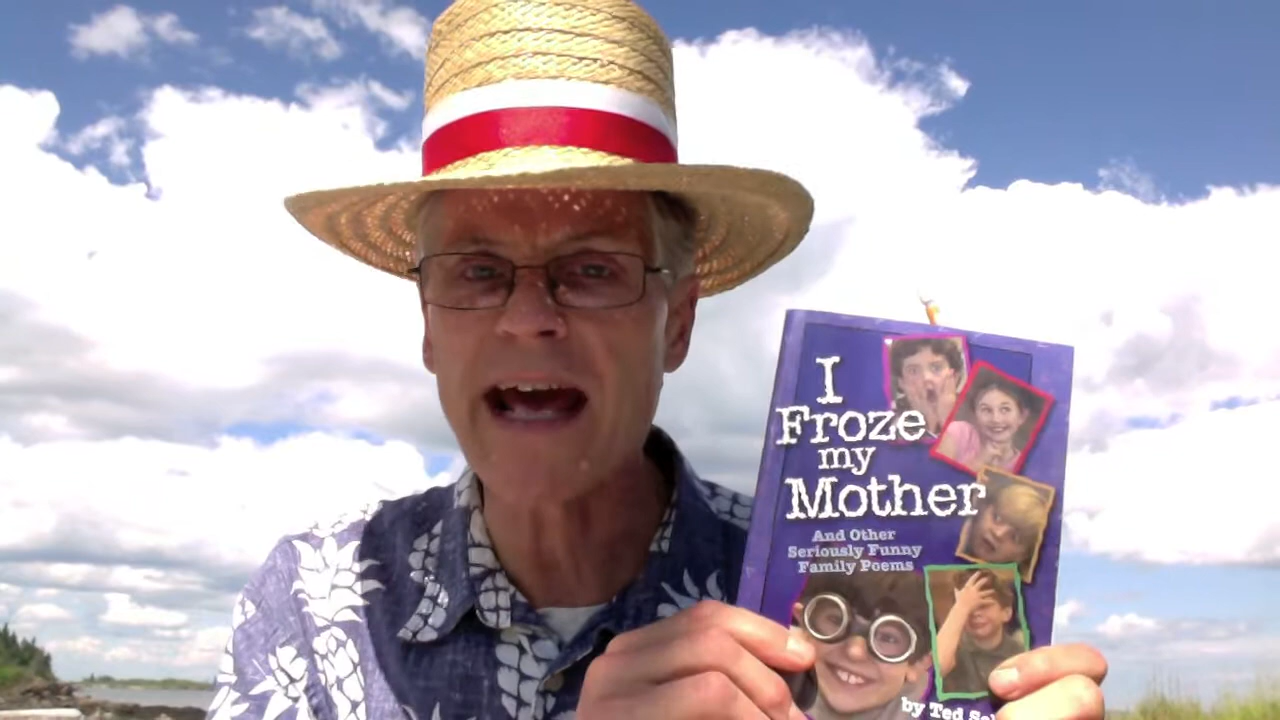 I
Froze
my
Mother
And Other
Seriously Funny
Family Poems
by Ted